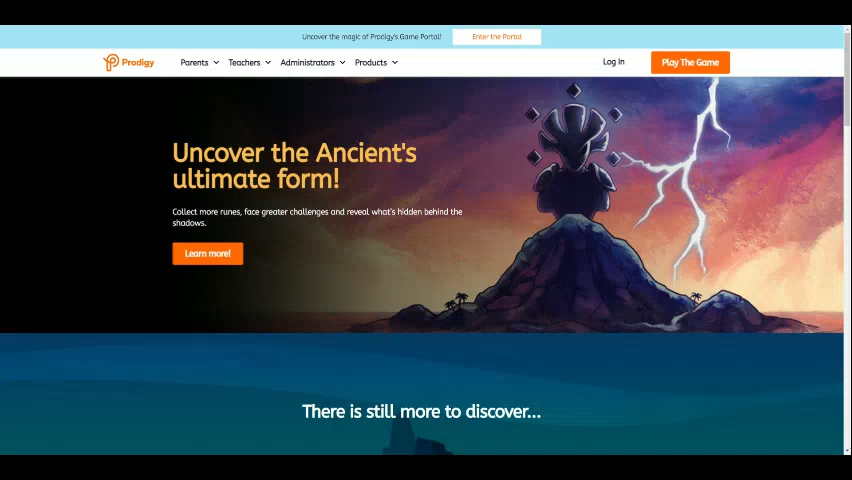 Uncover the magic of Prodigy's Game Portal! Enter the Portal
Prodigy Parents Teachers Administrators Products Log In Play The Game
Uncover the Ancient's
ultimate form!
Collect more runes, face greater challenges and reveal what's hidden behind the
shadows.
Learn more!
There is still more to discover...